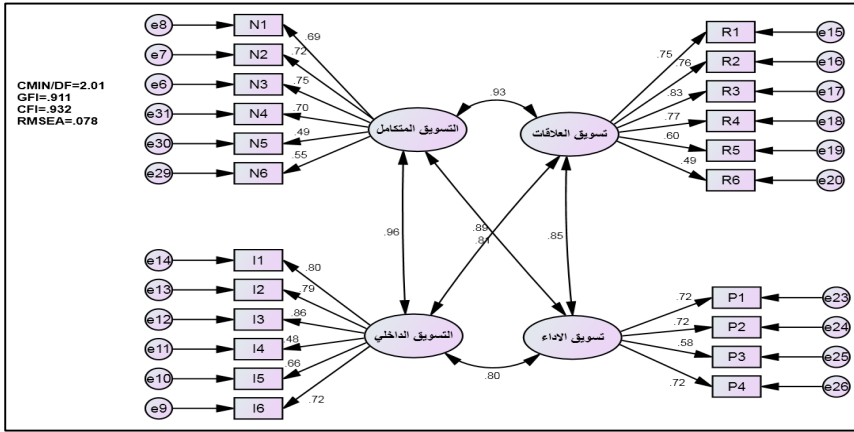 CMIN/DF=2.01
GFI=.911
CFI=.932
RMSEA=.078
e8 N1 .69
e7 N2 .72
e6 N3 .75
e31 N4 .70
e30 N5 .49
e29 N6 .55
التسويق المتكامل
.93
R1 e15 .75
R2 e16 .76
R3 e17 .83
R4 e18 .77
R5 e19 .60
R6 e20 .49
تسويق العلاقات
.96
.89
.81
.85
e14 I1 .80
e13 I2 .79
e12 I3 .86
e11 I4 .48
e10 I5 .66
e9 I6 .72
التسويق الداخلي
.80
تسويق الاداء
P1 e23 .72
P2 e24 .72
P3 e25 .58
P4 e26 .72